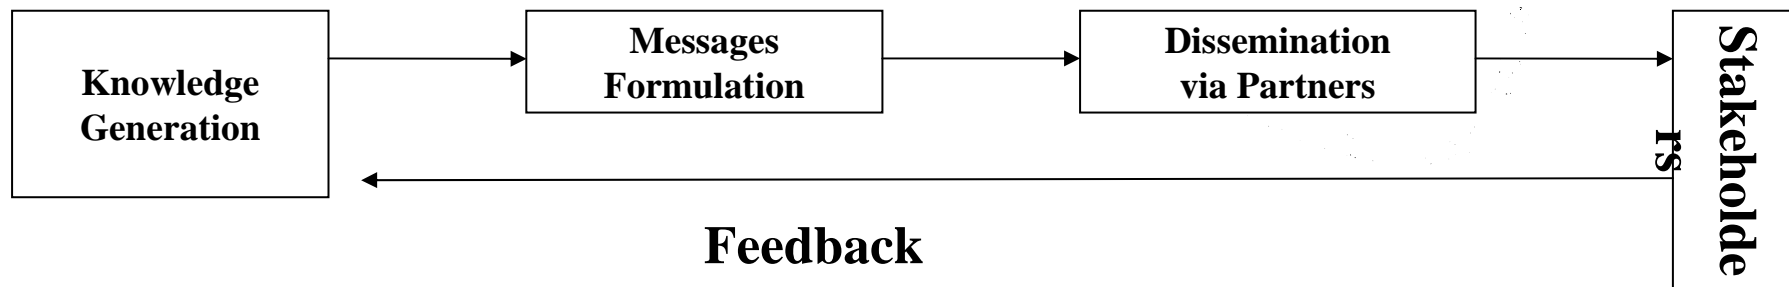 Knowledge
Generation
Messages
Formulation
Dissemination
via Partners
Stakeholde
rs
Feedback